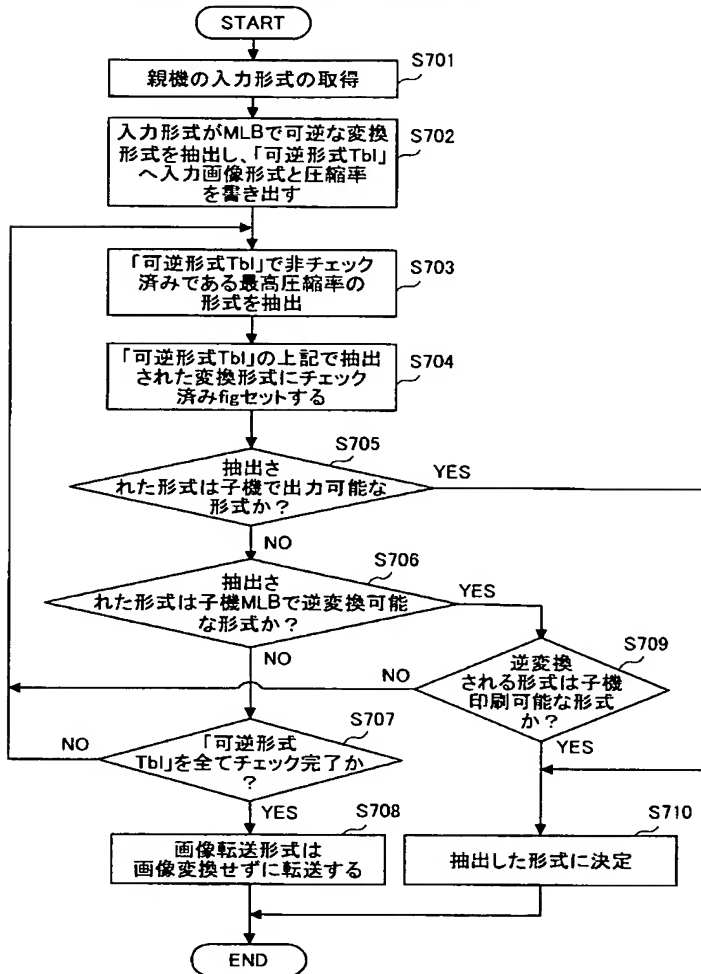 START
S701
親機の入力形式の取得
S702
入力形式がMLBで可逆な変換
形式を抽出し、「可逆形式Tbl」
へ入力画像形式と圧縮率
を書き出す
S703
「可逆形式Tbl」で非チェック
済みである最高圧縮率の
形式を抽出
S704
「可逆形式Tbl」の上記で抽出
された変換形式にチェック
済みfigセットする
S705
抽出さ
れた形式は子機で出力可能な
形式か？
YES
NO
S706
抽出さ
れた形式は子機MLBで逆変換可能
な形式か？
YES
NO
S709
逆変換
される形式は子機
印刷可能な形式
か？
NO
YES
S707
「可逆形式
Tbl」を全てチェック完了か
？
NO
YES
S708
画像転送形式は
画像変換せずに転送する
S710
抽出した形式に決定
END